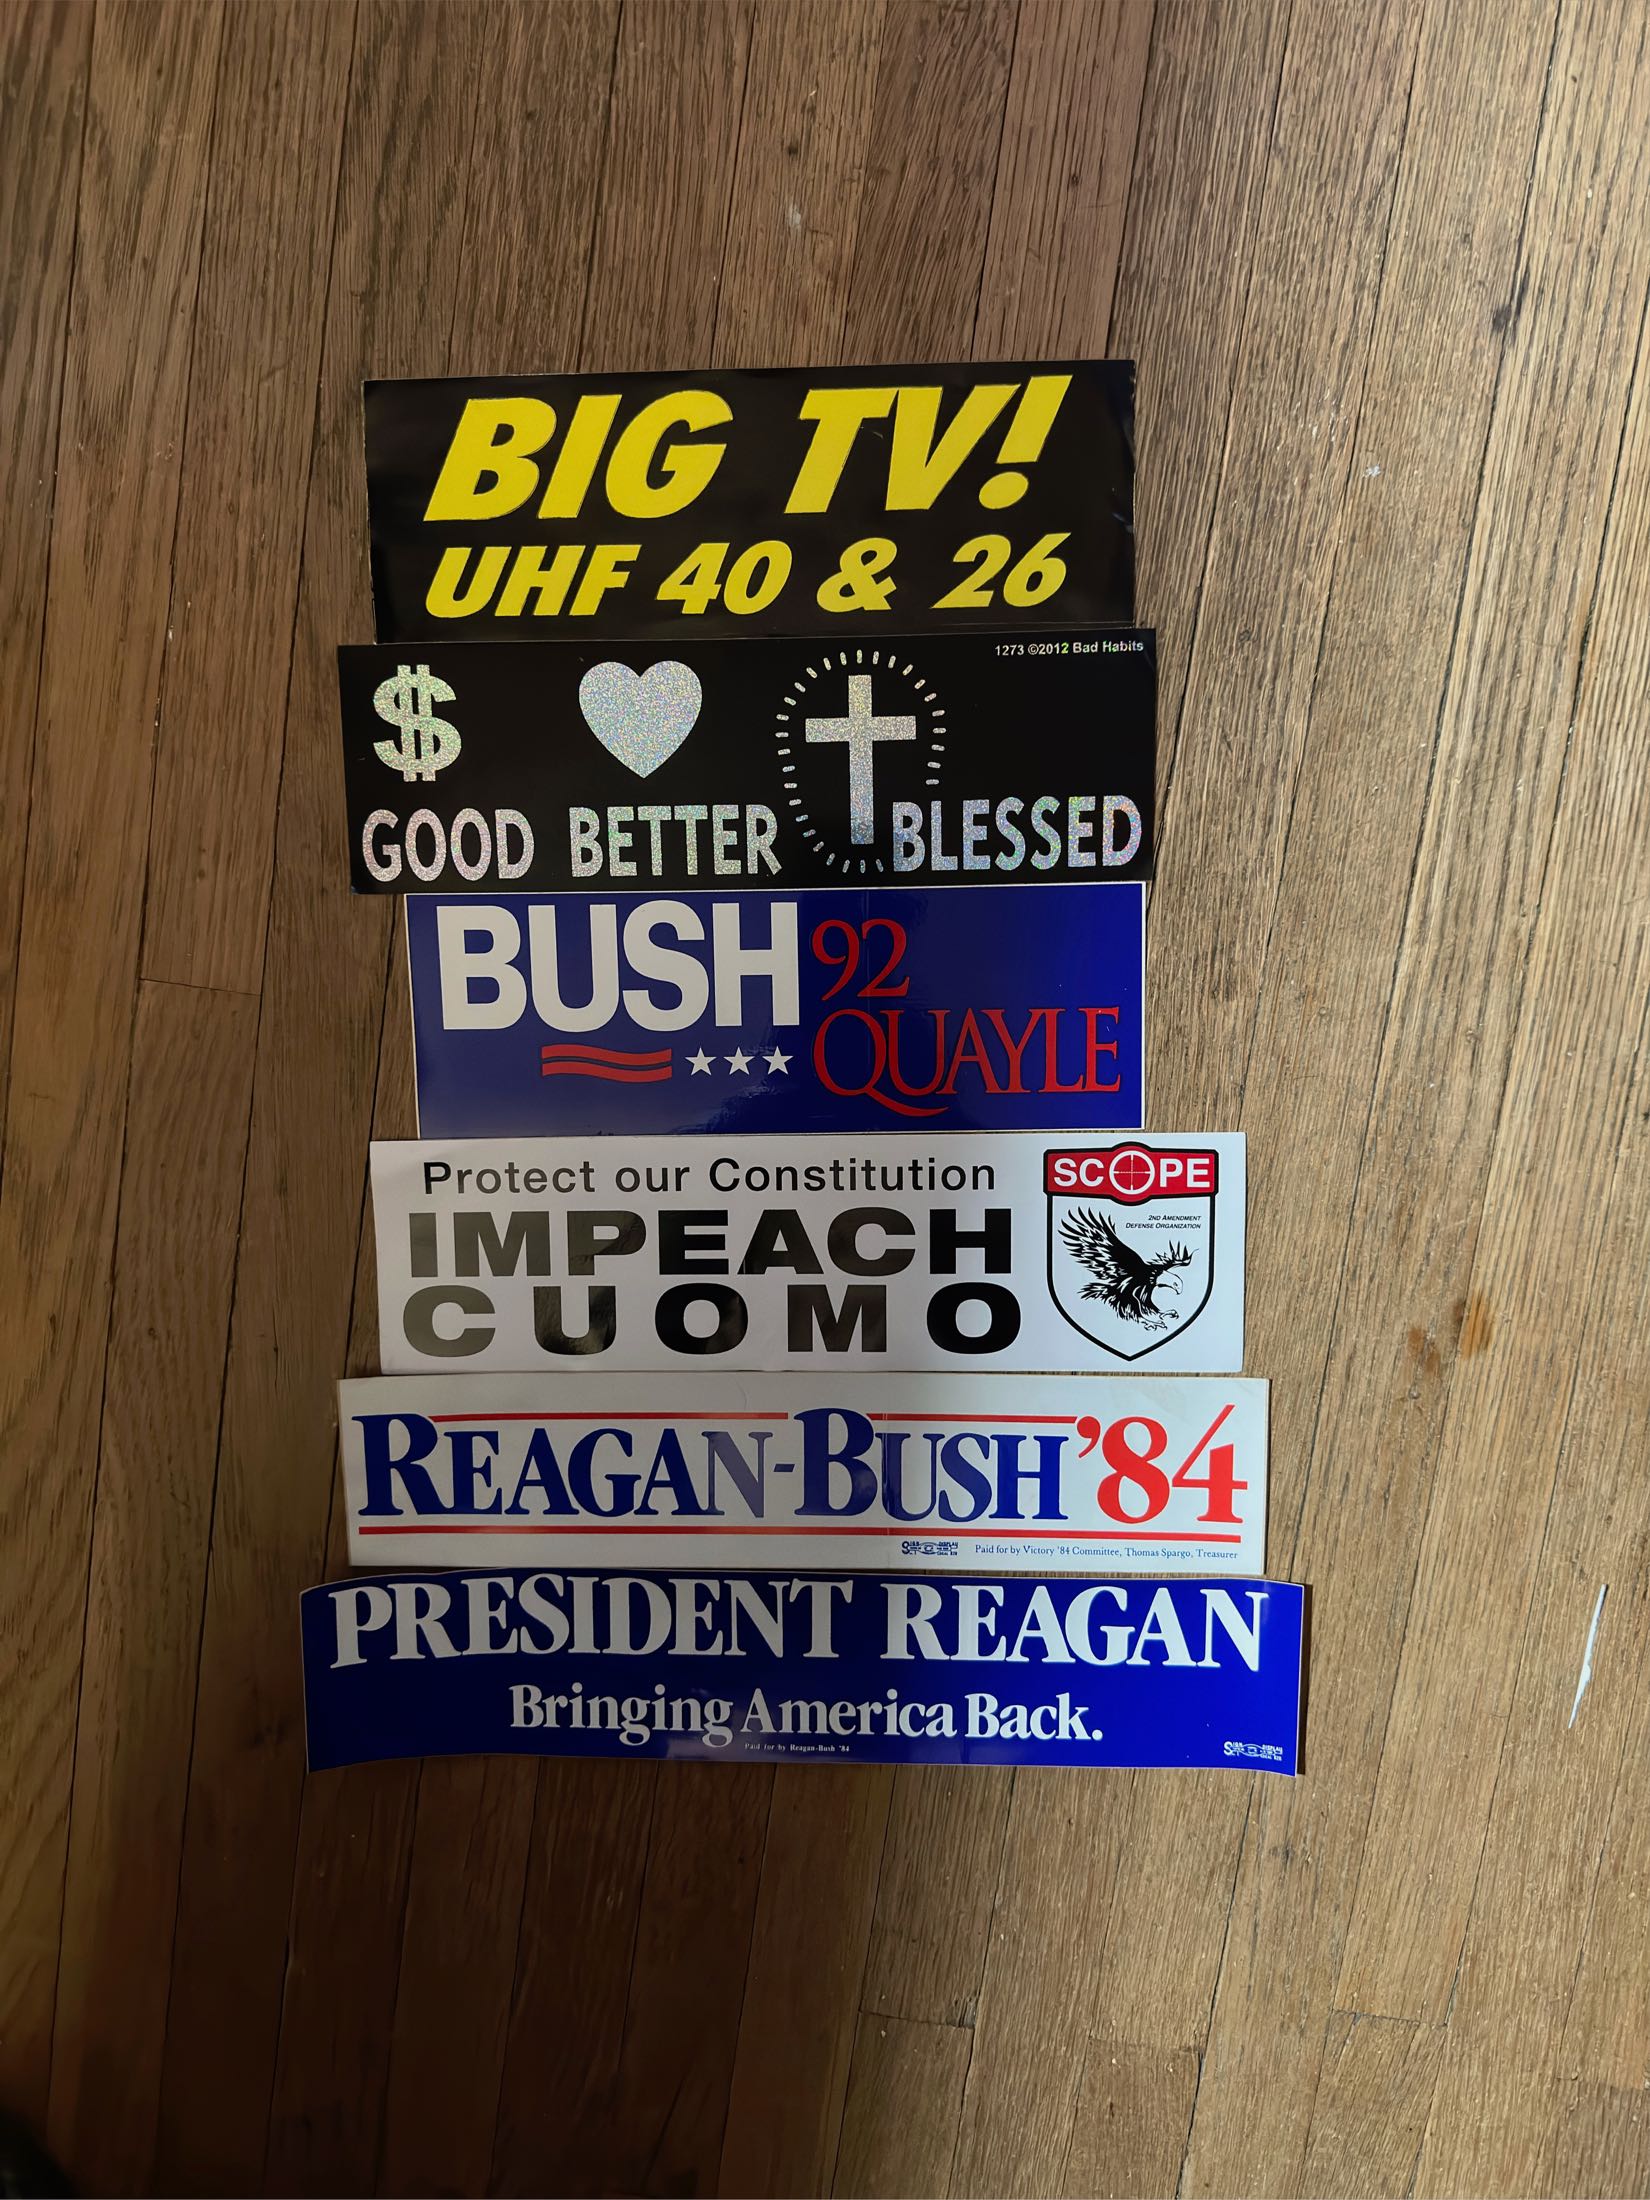 BIG TV!
UHF 40 & 26
1273 ©2012 Bad Habits
$
GOOD BETTER BLESSED
BUSH 92
QUAYLE
Protect our Constitution
IMPEACH
CUOMO
SCOPE
2ND AMENDMENT
DEFENSE ORGANIZATION
REAGAN-BUSH '84
Paid for by Victory '84 Committee, Thomas Spargo, Treasurer
PRESIDENT REAGAN
Bringing America Back.
Paid for by Reagan-Bush '84